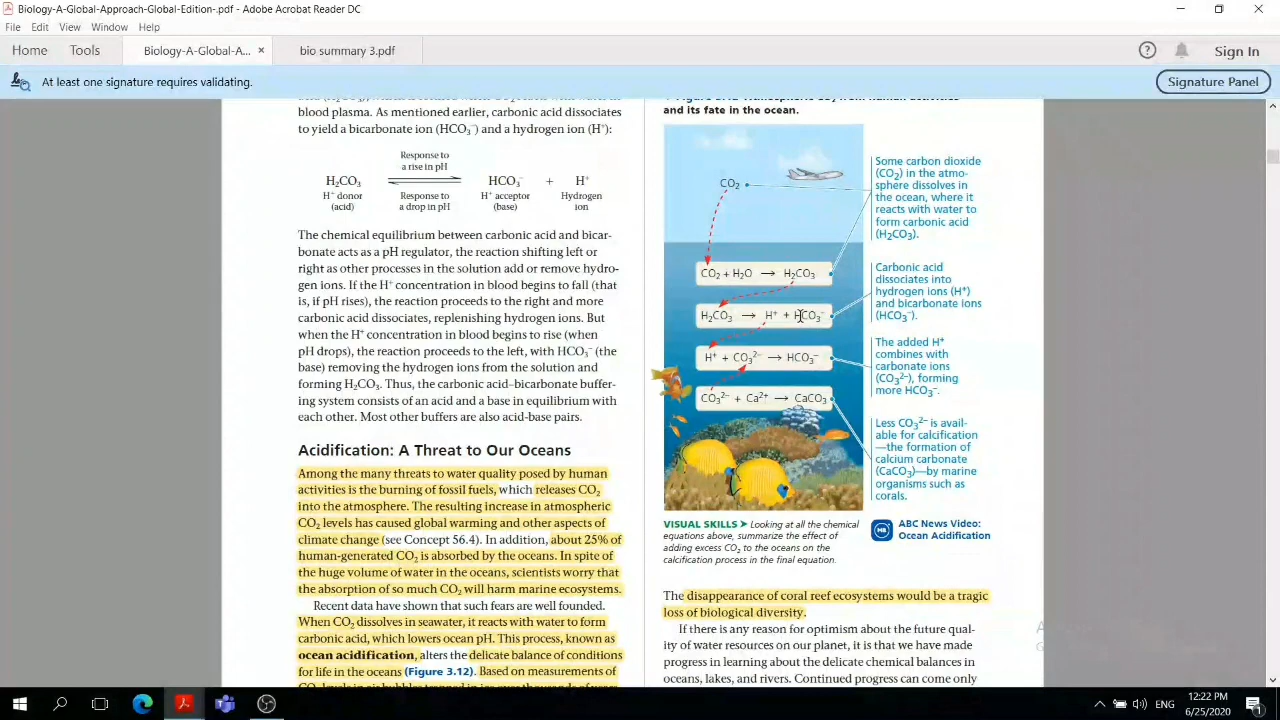 Biology-A-Global-Approach-Global-Edition-.pdf - Adobe Acrobat Reader DC
File Edit View Window Help
Home Tools Biology-A-Global-A... × bio summary 3.pdf ? Sign In
At least one signature requires validating. Signature Panel
blood plasma. As mentioned earlier, carbonic acid dissociates
to yield a bicarbonate ion (HCO₃⁻) and a hydrogen ion (H⁺):
Response to
a rise in pH
H₂CO₃ HCO₃⁻ + H⁺
H⁺ donor
(acid)
Response to
a drop in pH
H⁺ acceptor
(base)
Hydrogen
ion
The chemical equilibrium between carbonic acid and bicar-
bonate acts as a pH regulator, the reaction shifting left or
right as other processes in the solution add or remove hydro-
gen ions. If the H⁺ concentration in blood begins to fall (that
is, if pH rises), the reaction proceeds to the right and more
carbonic acid dissociates, replenishing hydrogen ions. But
when the H⁺ concentration in blood begins to rise (when
pH drops), the reaction proceeds to the left, with HCO₃⁻ (the
base) removing the hydrogen ions from the solution and
forming H₂CO₃. Thus, the carbonic acid–bicarbonate buffer-
ing system consists of an acid and a base in equilibrium with
each other. Most other buffers are also acid-base pairs.
Acidification: A Threat to Our Oceans
Among the many threats to water quality posed by human
activities is the burning of fossil fuels, which releases CO₂
into the atmosphere. The resulting increase in atmospheric
CO₂ levels has caused global warming and other aspects of
climate change (see Concept 56.4). In addition, about 25% of
human-generated CO₂ is absorbed by the oceans. In spite of
the huge volume of water in the oceans, scientists worry that
the absorption of so much CO₂ will harm marine ecosystems.
Recent data have shown that such fears are well founded.
When CO₂ dissolves in seawater, it reacts with water to form
carbonic acid, which lowers ocean pH. This process, known as
ocean acidification, alters the delicate balance of conditions
for life in the oceans (Figure 3.12). Based on measurements of
and its fate in the ocean.
CO₂
CO₂ + H₂O → H₂CO₃
H₂CO₃ → H⁺ + HCO₃⁻
H⁺ + CO₃²⁻ → HCO₃⁻
CO₃²⁻ + Ca²⁺ → CaCO₃
Some carbon dioxide
(CO₂) in the atmo-
sphere dissolves in
the ocean, where it
reacts with water to
form carbonic acid
(H₂CO₃).
Carbonic acid
dissociates into
hydrogen ions (H⁺)
and bicarbonate ions
(HCO₃⁻).
The added H⁺
combines with
carbonate ions
(CO₃²⁻), forming
more HCO₃⁻.
Less CO₃²⁻ is avail-
able for calcification
—the formation of
calcium carbonate
(CaCO₃)—by marine
organisms such as
corals.
VISUAL SKILLS ➤ Looking at all the chemical
equations above, summarize the effect of
adding excess CO₂ to the oceans on the
calcification process in the final equation.
MB ABC News Video:
Ocean Acidification
The disappearance of coral reef ecosystems would be a tragic
loss of biological diversity.
If there is any reason for optimism about the future qual-
ity of water resources on our planet, it is that we have made
progress in learning about the delicate chemical balances in
oceans, lakes, and rivers. Continued progress can come only
ENG
12:22 PM
6/25/2020
1